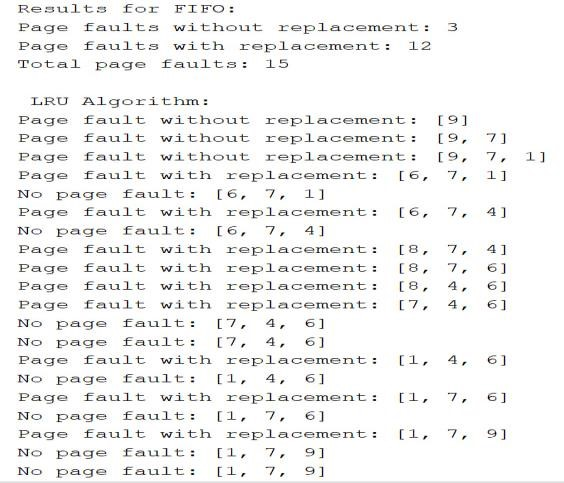 Results for FIFO:
Page faults without replacement: 3
Page faults with replacement: 12
Total page faults: 15
LRU Algorithm:
Page fault without replacement: [9]
Page fault without replacement: [9, 7]
Page fault without replacement: [9, 7, 1]
Page fault with replacement: [6, 7, 1]
No page fault: [6, 7, 1]
Page fault with replacement: [6, 7, 4]
No page fault: [6, 7, 4]
Page fault with replacement: [8, 7, 4]
Page fault with replacement: [8, 7, 6]
Page fault with replacement: [8, 4, 6]
Page fault with replacement: [7, 4, 6]
No page fault: [7, 4, 6]
No page fault: [7, 4, 6]
Page fault with replacement: [1, 4, 6]
No page fault: [1, 4, 6]
Page fault with replacement: [1, 7, 6]
No page fault: [1, 7, 6]
Page fault with replacement: [1, 7, 9]
No page fault: [1, 7, 9]
No page fault: [1, 7, 9]